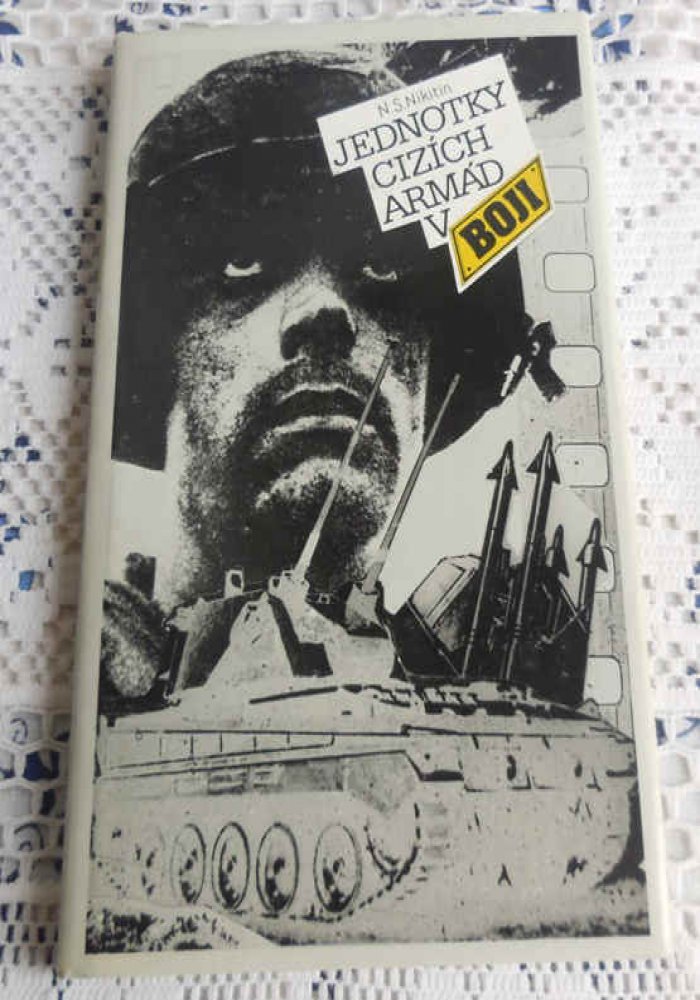 N.S.Nikitin
JEDNOTKY
CIZÍCH
ARMÁD
V
BOJI